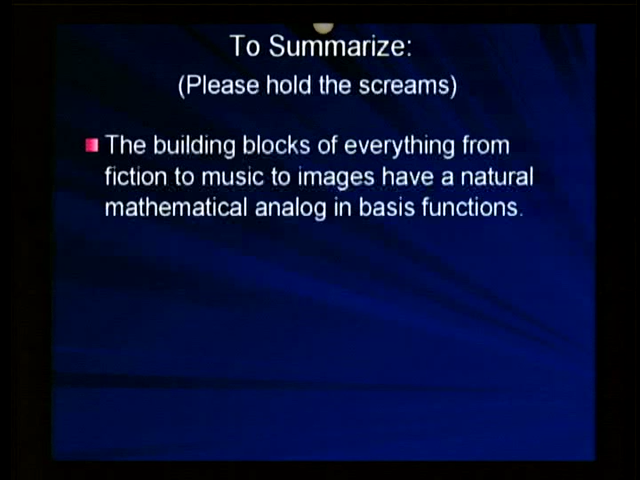 To Summarize:
(Please hold the screams)
The building blocks of everything from
fiction to music to images have a natural
mathematical analog in basis functions.